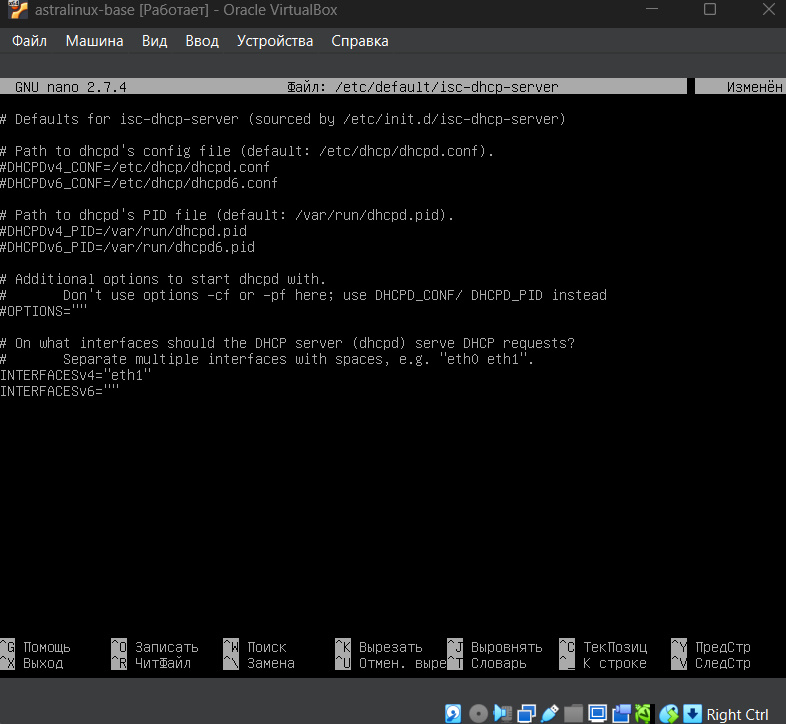 astralinux-base [Работает] - Oracle VirtualBox
Файл Машина Вид Ввод Устройства Справка
GNU nano 2.7.4 Файл: /etc/default/isc-dhcp-server Изменён
# Defaults for isc-dhcp-server (sourced by /etc/init.d/isc-dhcp-server)
# Path to dhcpd's config file (default: /etc/dhcp/dhcpd.conf).
#DHCPDv4_CONF=/etc/dhcp/dhcpd.conf
#DHCPDv6_CONF=/etc/dhcp/dhcpd6.conf
# Path to dhcpd's PID file (default: /var/run/dhcpd.pid).
#DHCPDv4_PID=/var/run/dhcpd.pid
#DHCPDv6_PID=/var/run/dhcpd6.pid
# Additional options to start dhcpd with.
#       Don't use options -cf or -pf here; use DHCPD_CONF/ DHCPD_PID instead
#OPTIONS=""
# On what interfaces should the DHCP server (dhcpd) serve DHCP requests?
#       Separate multiple interfaces with spaces, e.g. "eth0 eth1".
INTERFACESv4="eth1"
INTERFACESv6=""
^G Помощь ^O Записать ^W Поиск ^K Вырезать ^J Выровнять ^C ТекПозиц ^Y ПредСтр
^X Выход ^R ЧитФайл ^\ Замена ^U Отмен. выре^T Словарь ^_ К строке ^V СледСтр
Right Ctrl